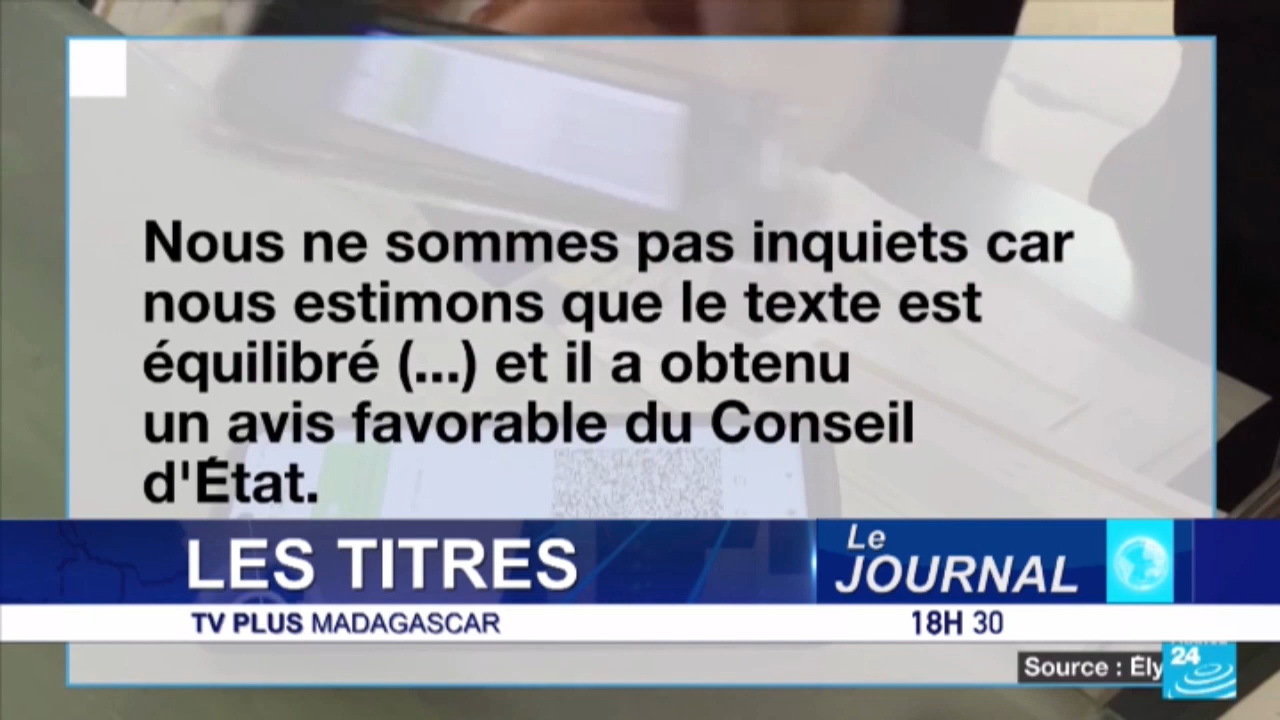 Nous ne sommes pas inquiets car
nous estimons que le texte est
équilibré (...) et il a obtenu
un avis favorable du Conseil
d'État.
LES TITRES
Le
JOURNAL
TV PLUS MADAGASCAR
18H 30
Source :
24